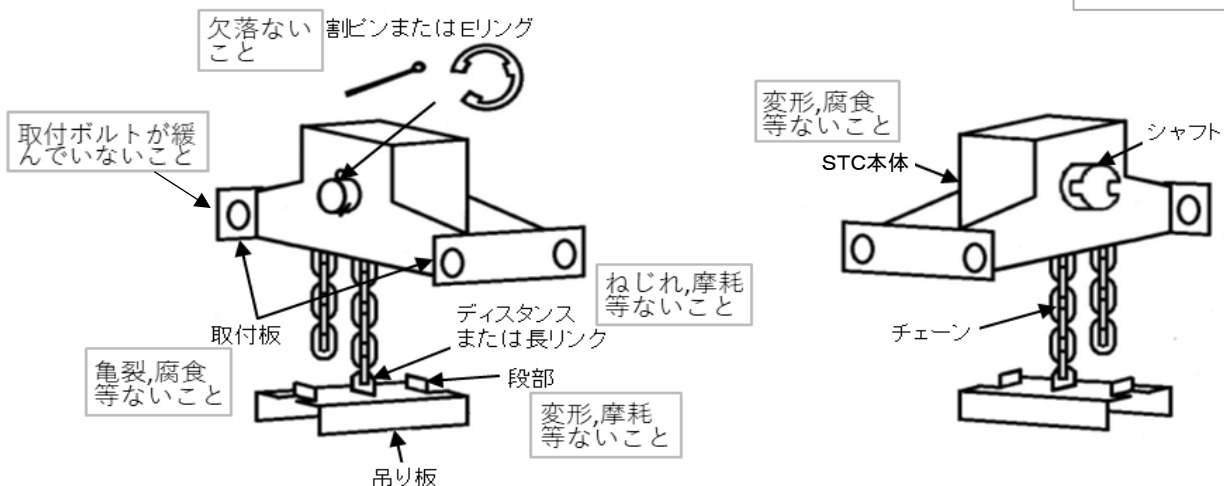 欠落ない
こと
割ピンまたはEリング
取付ボルトが緩
んでいないこと
変形,腐食
等ないこと
シャフト
STC本体
ねじれ,摩耗
等ないこと
ディスタンス
または長リンク
取付板
チェーン
亀裂,腐食
等ないこと
段部
変形,摩耗
等ないこと
吊り板